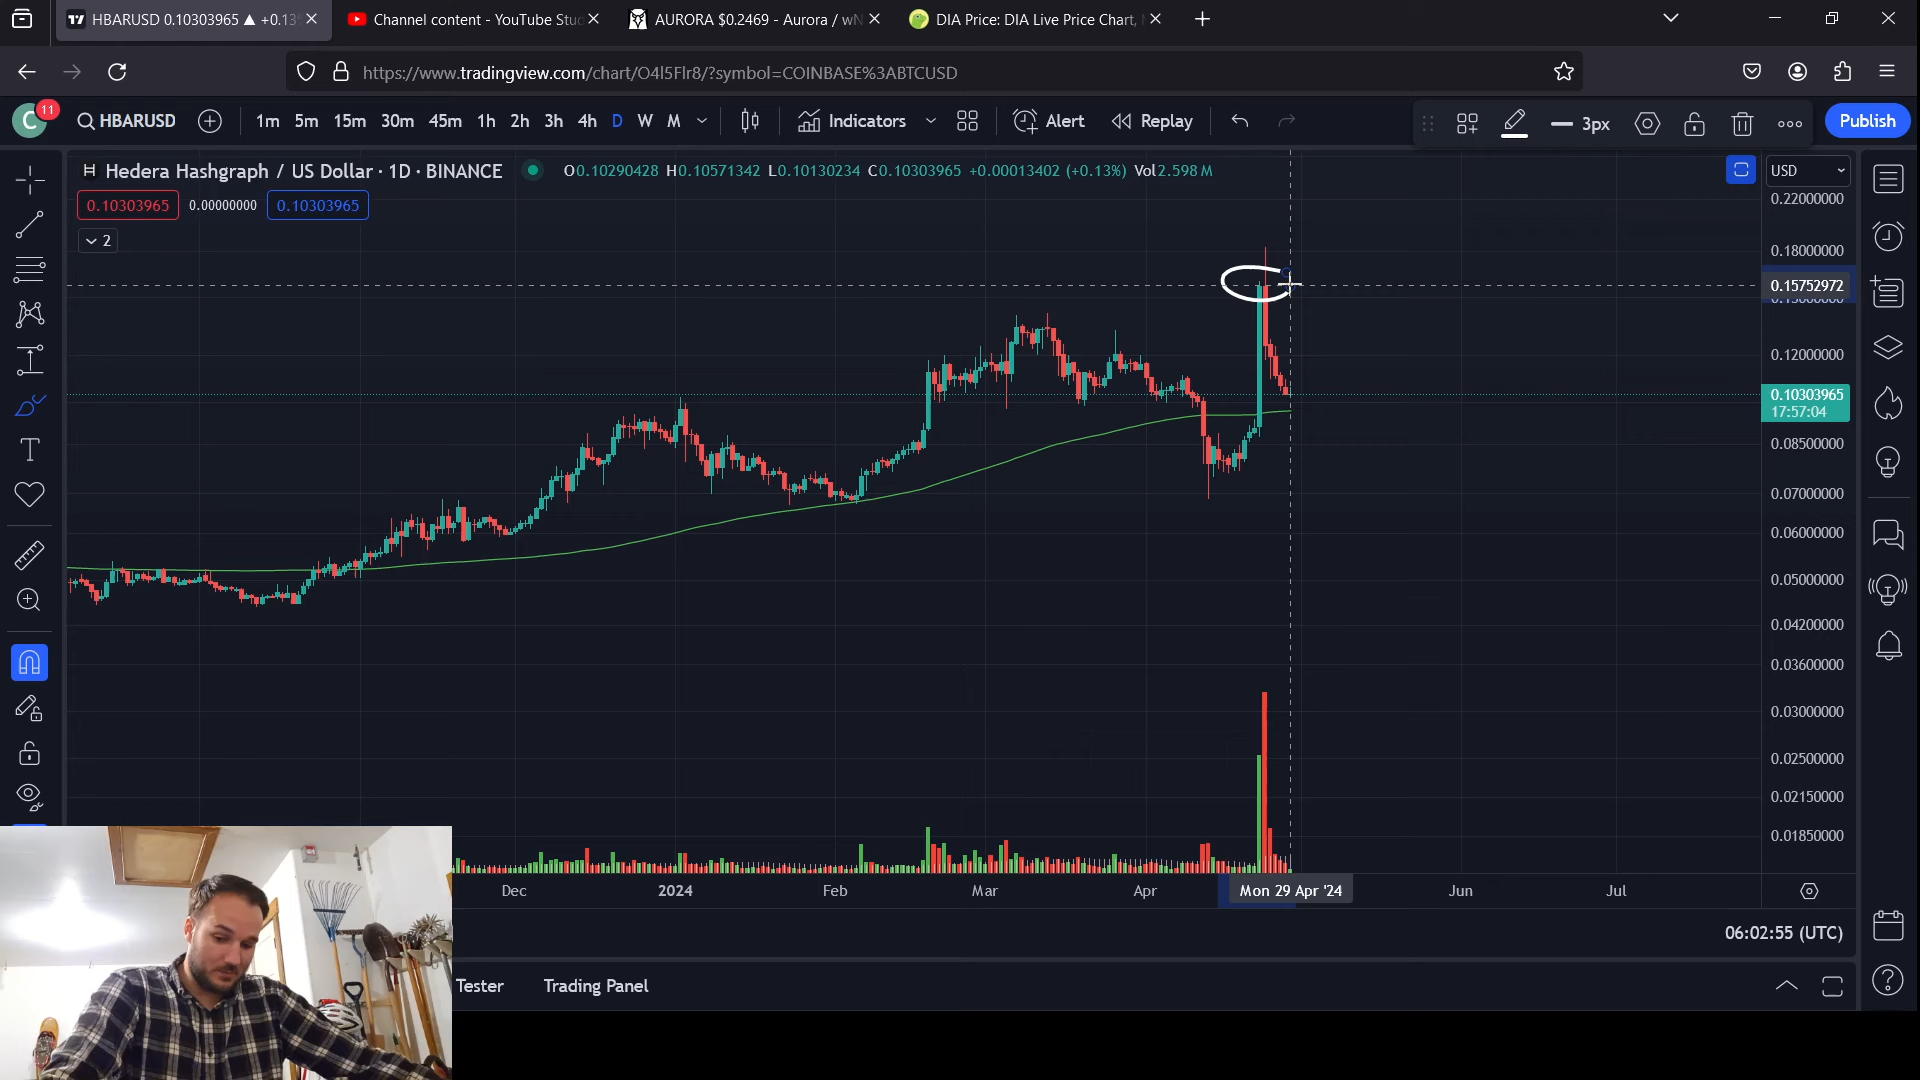 HBARUSD 0.10303965 ▲ +0.13
Channel content - YouTube Stu
AURORA $0.2469 - Aurora / wN
DIA Price: DIA Live Price Chart,
https://www.tradingview.com/chart/O4l5Flr8/?symbol=COINBASE%3ABTCUSD
C
11
HBARUSD
1m 5m 15m 30m 45m 1h 2h 3h 4h D W M
Indicators
Alert
Replay
3px
Publish
H Hedera Hashgraph / US Dollar · 1D · BINANCE
O0.10290428 H0.10571342 L0.10130234 C0.10303965 +0.00013402 (+0.13%) Vol2.598 M
USD
0.10303965 0.00000000 0.10303965
2
0.22000000
0.18000000
0.15752972
0.12000000
0.10303965
17:57:04
0.08500000
0.07000000
0.06000000
0.05000000
0.04200000
0.03600000
0.03000000
0.02500000
0.02150000
0.01850000
Dec 2024 Feb Mar Apr Mon 29 Apr '24 Jun Jul
06:02:55 (UTC)
Tester Trading Panel